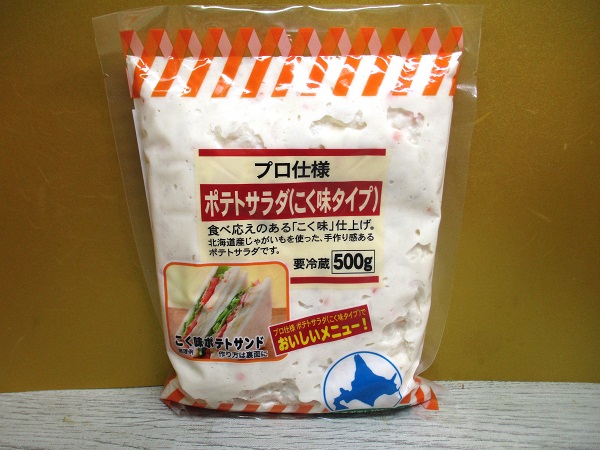 プロ仕様
ポテトサラダ(こく味タイプ)
食べ応えのある「こく味」仕上げ。
北海道産じゃがいもを使った、手作り感ある
ポテトサラダです。
要冷蔵 500g
こく味ポテトサンド
作り方は裏面に
プロ仕様 ポテトサラダ(こく味タイプ)で
おいしいメニュー!